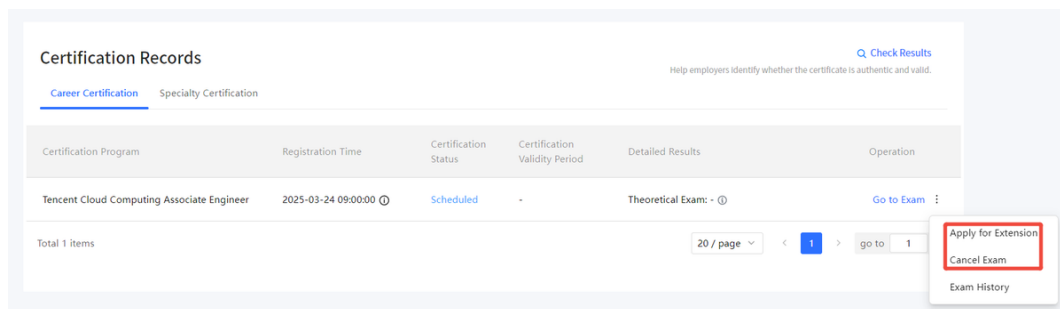 Certification Records
Check Results
Help employers identify whether the certificate is authentic and valid.
Career Certification Specialty Certification
Certification Program Registration Time Certification Status Certification Validity Period Detailed Results Operation
Tencent Cloud Computing Associate Engineer 2025-03-24 09:00:00 Scheduled - Theoretical Exam: - Go to Exam
Total 1 items 20 / page < 1 > go to 1
Apply for Extension
Cancel Exam
Exam History